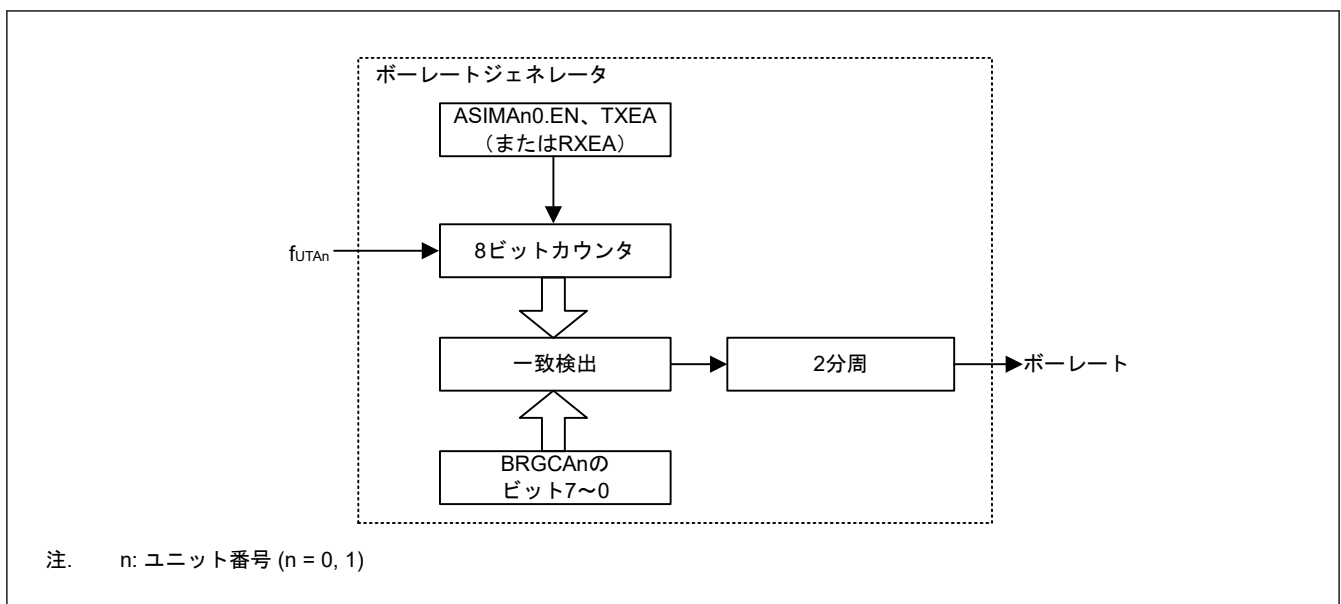 ボーレートジェネレータ
ASIMAn0.EN、TXEA
（またはRXEA）
fUTAn
8ビットカウンタ
一致検出
2分周
ボーレート
BRGCAnの
ビット7～0
注. n: ユニット番号 (n = 0, 1)